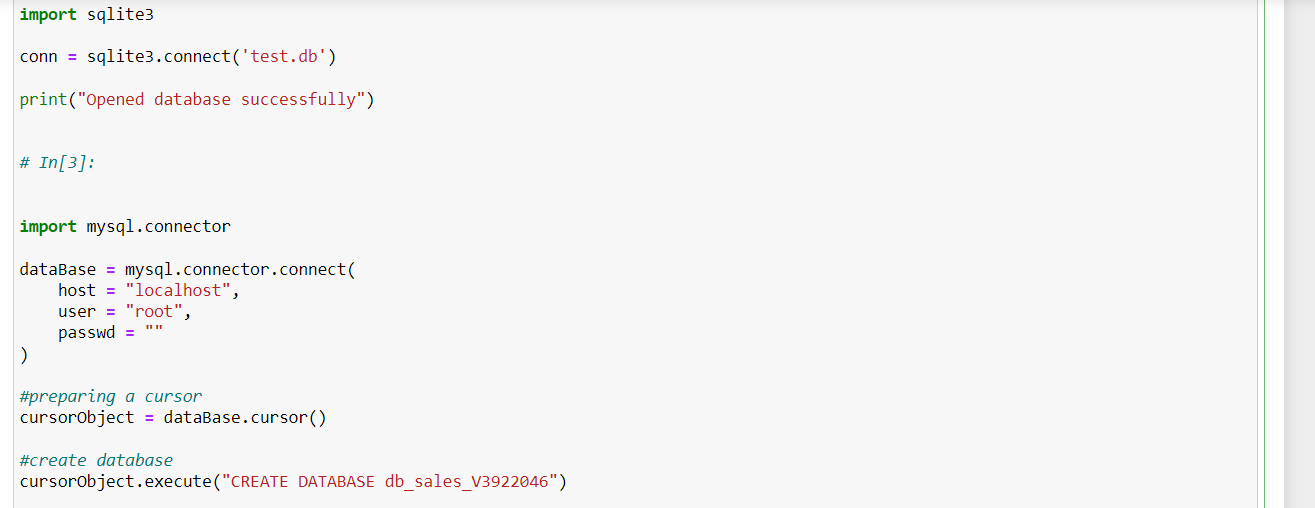 import sqlite3
conn = sqlite3.connect('test.db')
print("Opened database successfully")
# In[3]:
import mysql.connector
dataBase = mysql.connector.connect(
    host = "localhost",
    user = "root",
    passwd = ""
)
#preparing a cursor
cursorObject = dataBase.cursor()
#create database
cursorObject.execute("CREATE DATABASE db_sales_V3922046")